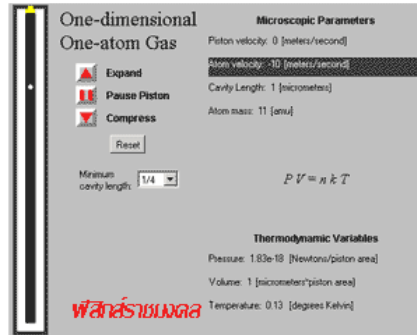 One-dimensional
One-atom Gas
Expand
Pause Piston
Compress
Reset
Minimum
cavity length:
1/4
ฟิสิกส์ราชมงคล
Microscopic Parameters
Piston velocity: 0 [meters/second]
Atom velocity: -10 [meters/second]
Cavity Length: 1 [micrometers]
Atom mass: 11 [amu]
P V = n k T
Thermodynamic Variables
Pressure: 1.83e-18 [Newtons/piston area]
Volume: 1 [micrometers*piston area]
Temperature: 0.13 [degrees Kelvin]